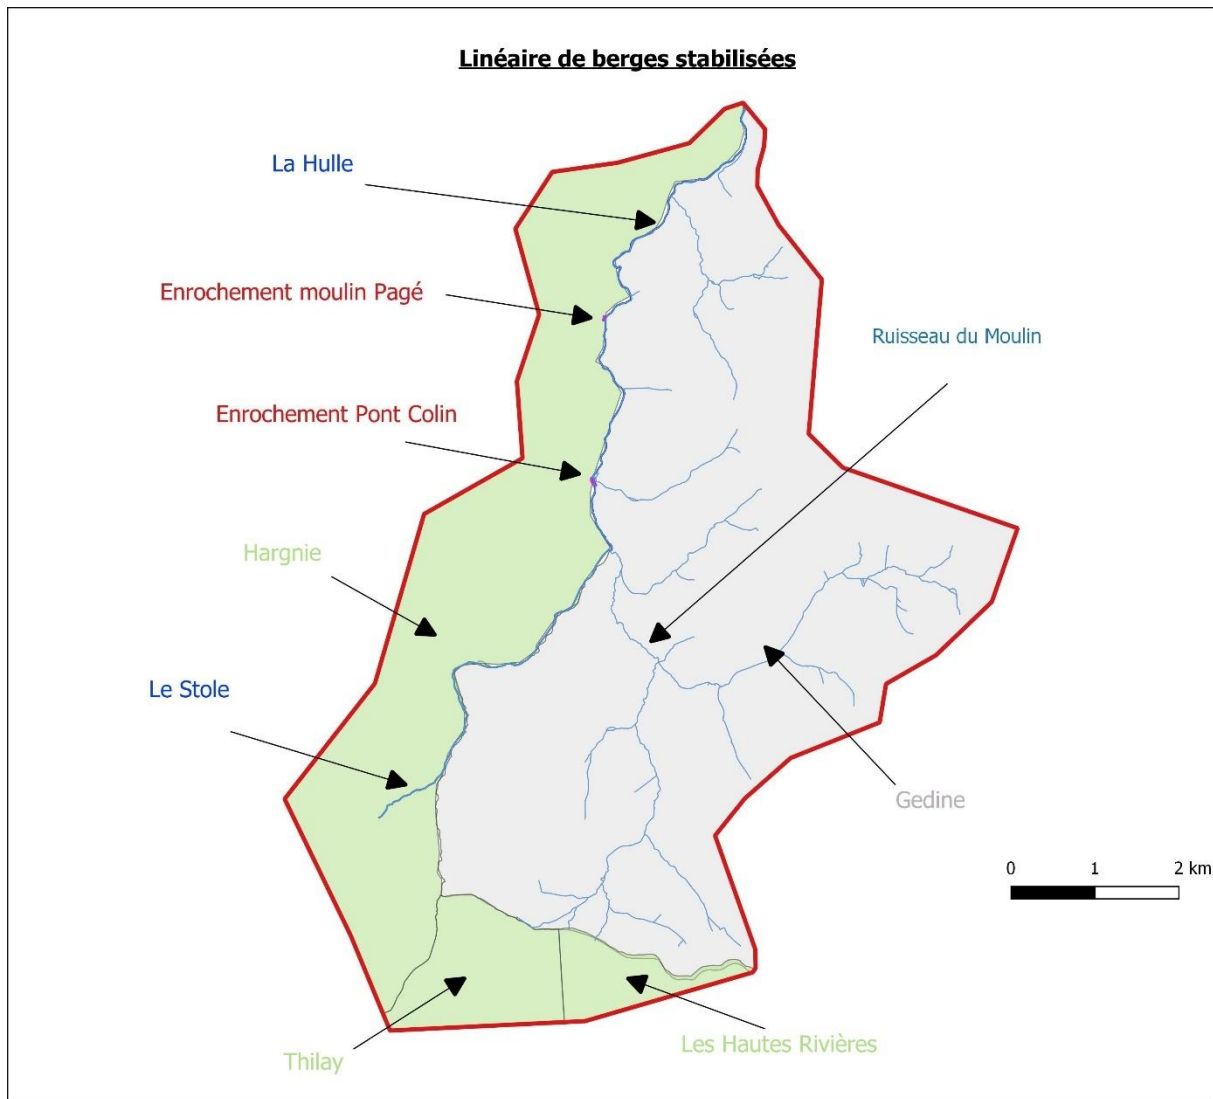 Linéaire de berges stabilisées
La Hulle
Enrochement moulin Pagé
Ruisseau du Moulin
Enrochement Pont Colin
Hargnie
Le Stole
Gedine
0 1 2 km
Les Hautes Rivières
Thilay